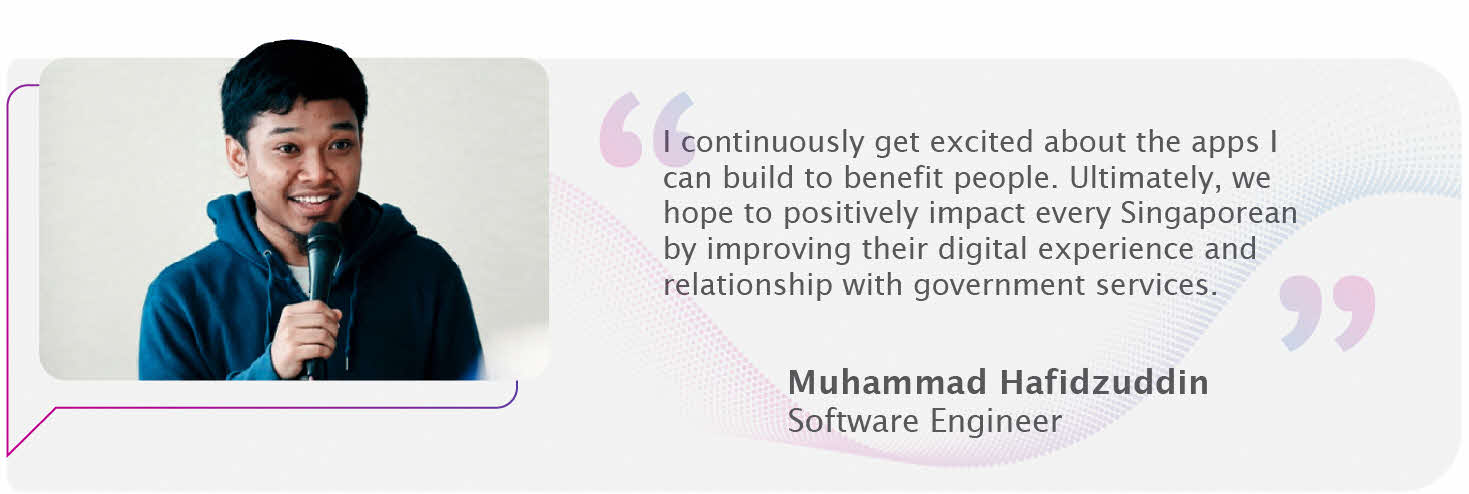 “I continuously get excited about the apps I
can build to benefit people. Ultimately, we
hope to positively impact every Singaporean
by improving their digital experience and
relationship with government services.”
Muhammad Hafidzuddin
Software Engineer